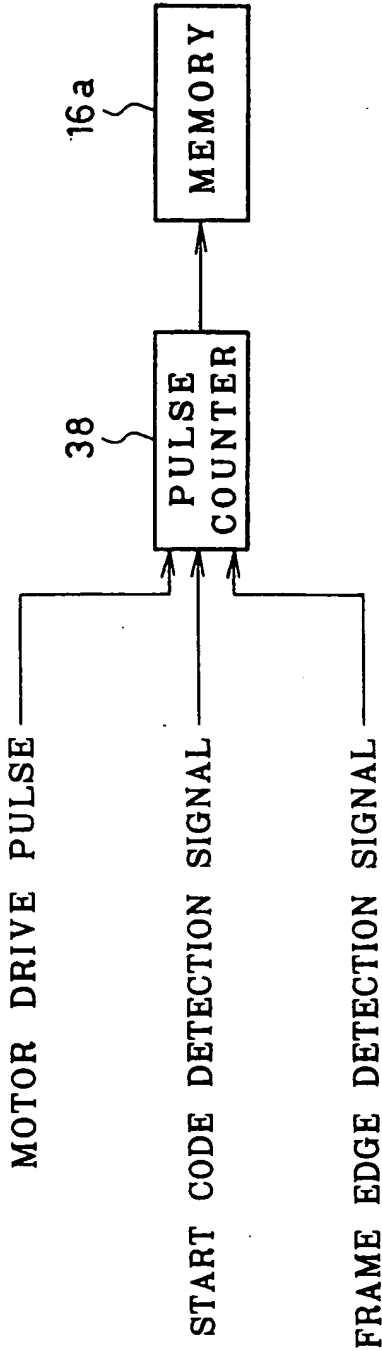 MOTOR DRIVE PULSE
START CODE DETECTION SIGNAL
FRAME EDGE DETECTION SIGNAL
38
PULSE
COUNTER
16a
MEMORY